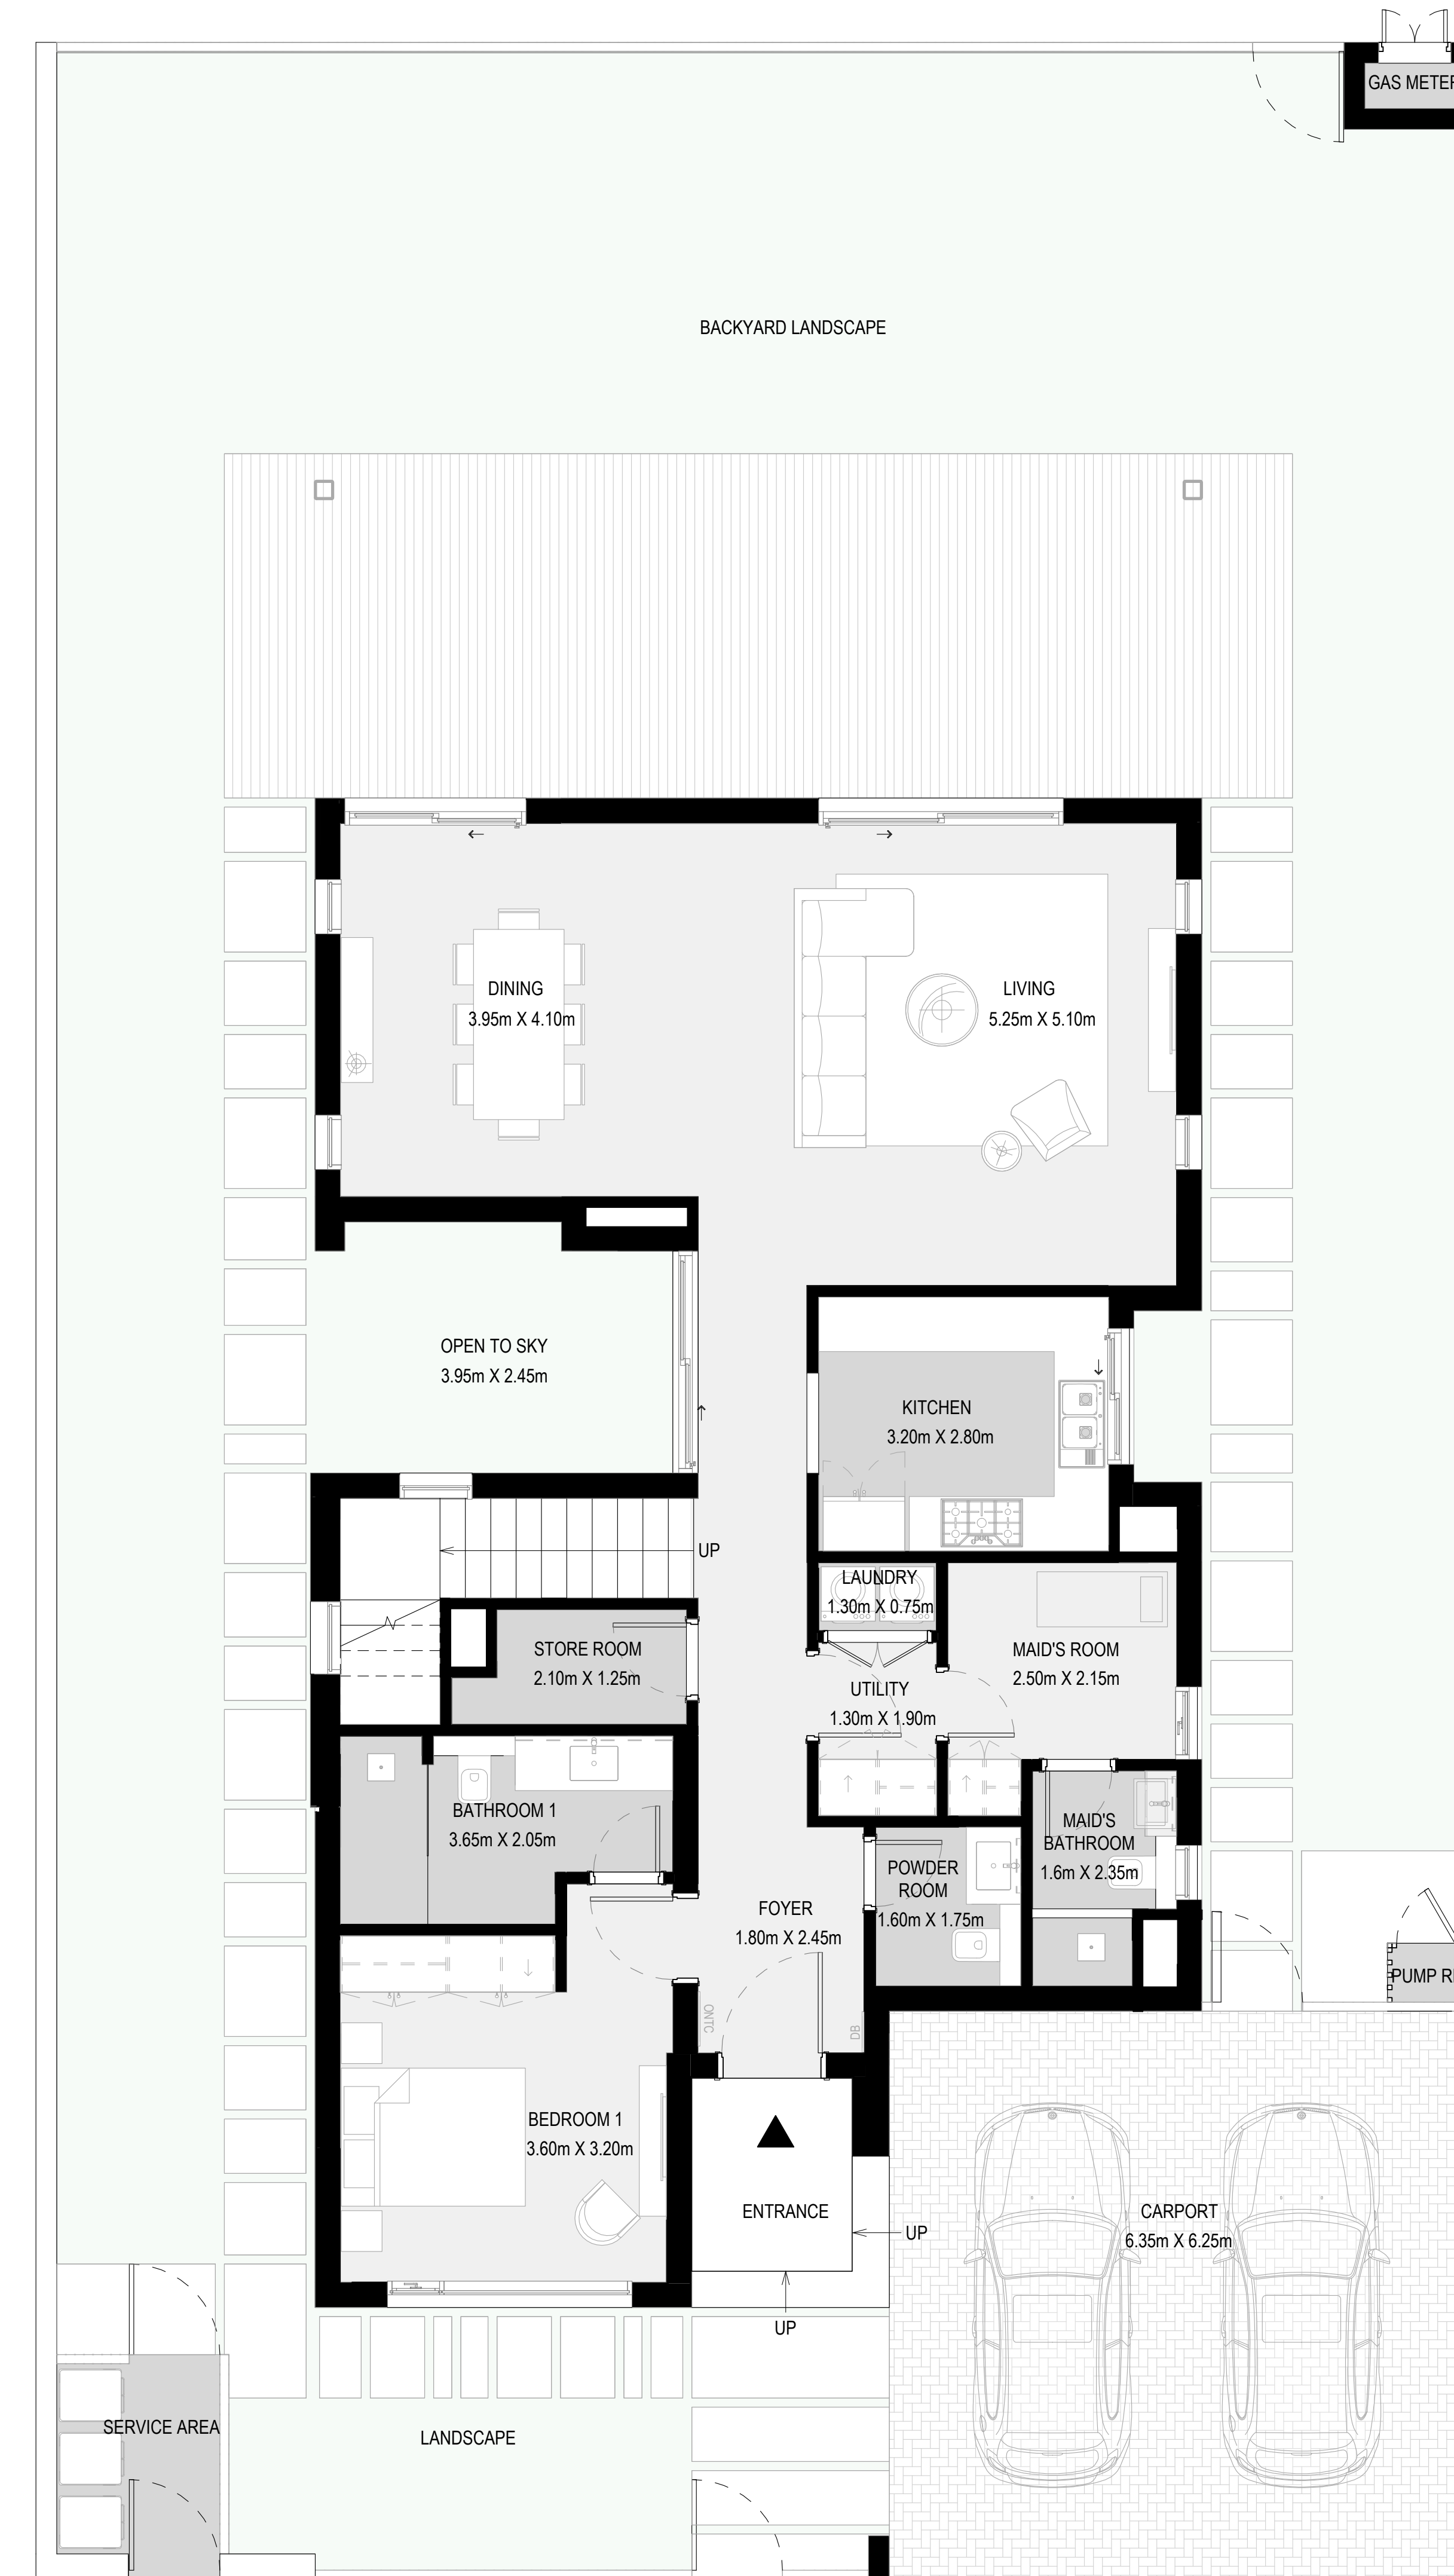 GAS METER
BACKYARD LANDSCAPE
DINING
3.95m X 4.10m
LIVING
5.25m X 5.10m
OPEN TO SKY
3.95m X 2.45m
KITCHEN
3.20m X 2.80m
UP
LAUNDRY
1.30m X 0.75m
STORE ROOM
2.10m X 1.25m
MAID'S ROOM
2.50m X 2.15m
UTILITY
1.30m X 1.90m
BATHROOM 1
3.65m X 2.05m
MAID'S
BATHROOM
1.6m X 2.35m
POWDER
ROOM
1.60m X 1.75m
FOYER
1.80m X 2.45m
PUMP R
ONTC
DB
BEDROOM 1
3.60m X 3.20m
ENTRANCE
UP
CARPORT
6.35m X 6.25m
UP
SERVICE AREA
LANDSCAPE